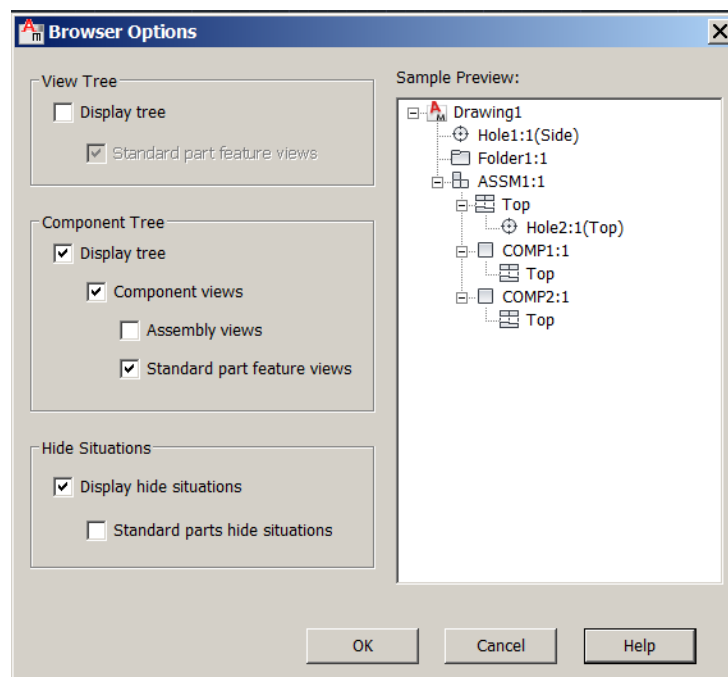 Browser Options
View Tree
Display tree
Standard part feature views
Component Tree
Display tree
Component views
Assembly views
Standard part feature views
Hide Situations
Display hide situations
Standard parts hide situations
Sample Preview:
Drawing1
Hole1:1(Side)
Folder1:1
ASSM1:1
Top
Hole2:1(Top)
COMP1:1
Top
COMP2:1
Top
OK
Cancel
Help